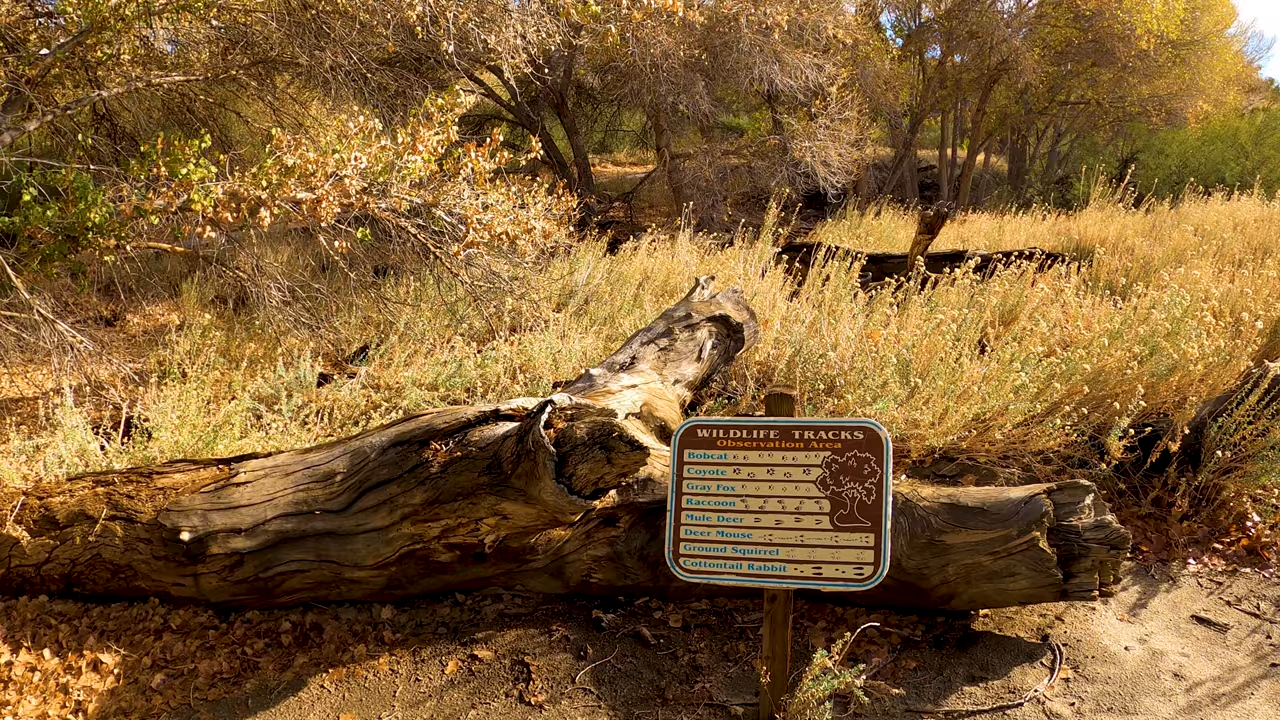 WILDLIFE TRACKS
Observation Area
Bobcat
Coyote
Gray Fox
Raccoon
Mule Deer
Deer Mouse
Ground Squirrel
Cottontail Rabbit